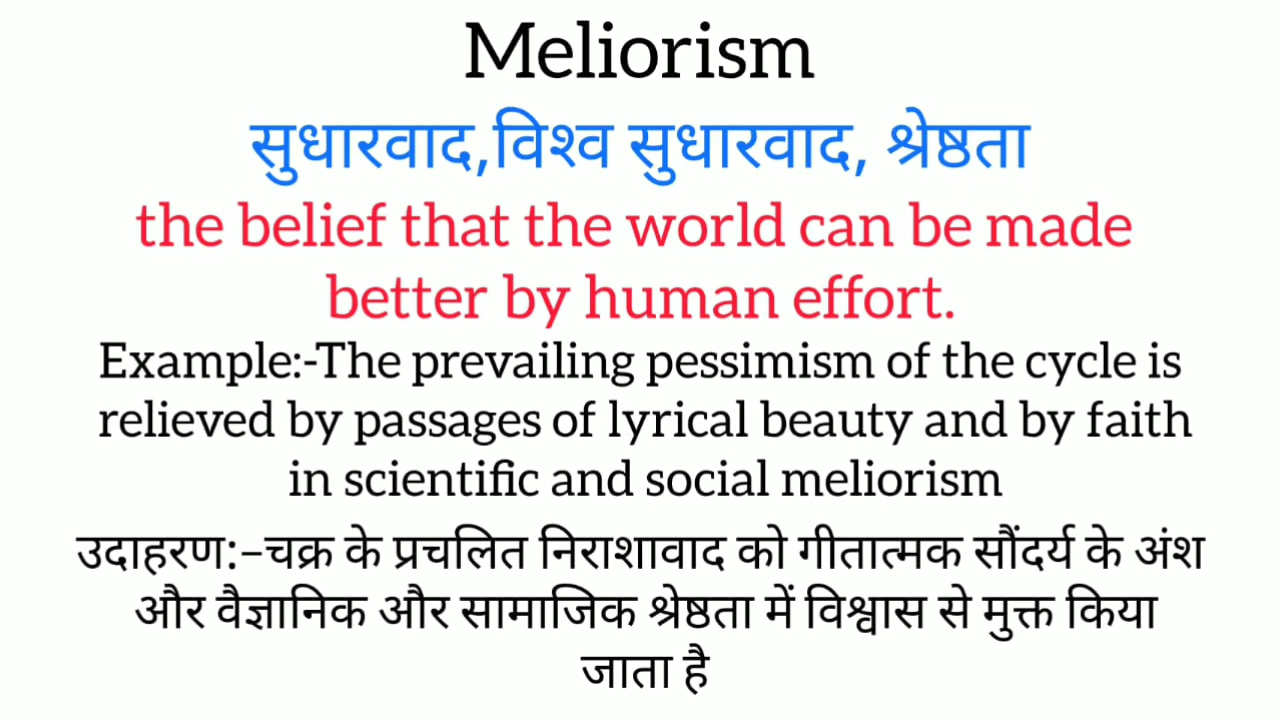 Meliorism
सुधारवाद,विश्व सुधारवाद, श्रेष्ठता
the belief that the world can be made
better by human effort.
Example:-The prevailing pessimism of the cycle is
relieved by passages of lyrical beauty and by faith
in scientific and social meliorism
उदाहरण:–चक्र के प्रचलित निराशावाद को गीतात्मक सौंदर्य के अंश
और वैज्ञानिक और सामाजिक श्रेष्ठता में विश्वास से मुक्त किया
जाता है